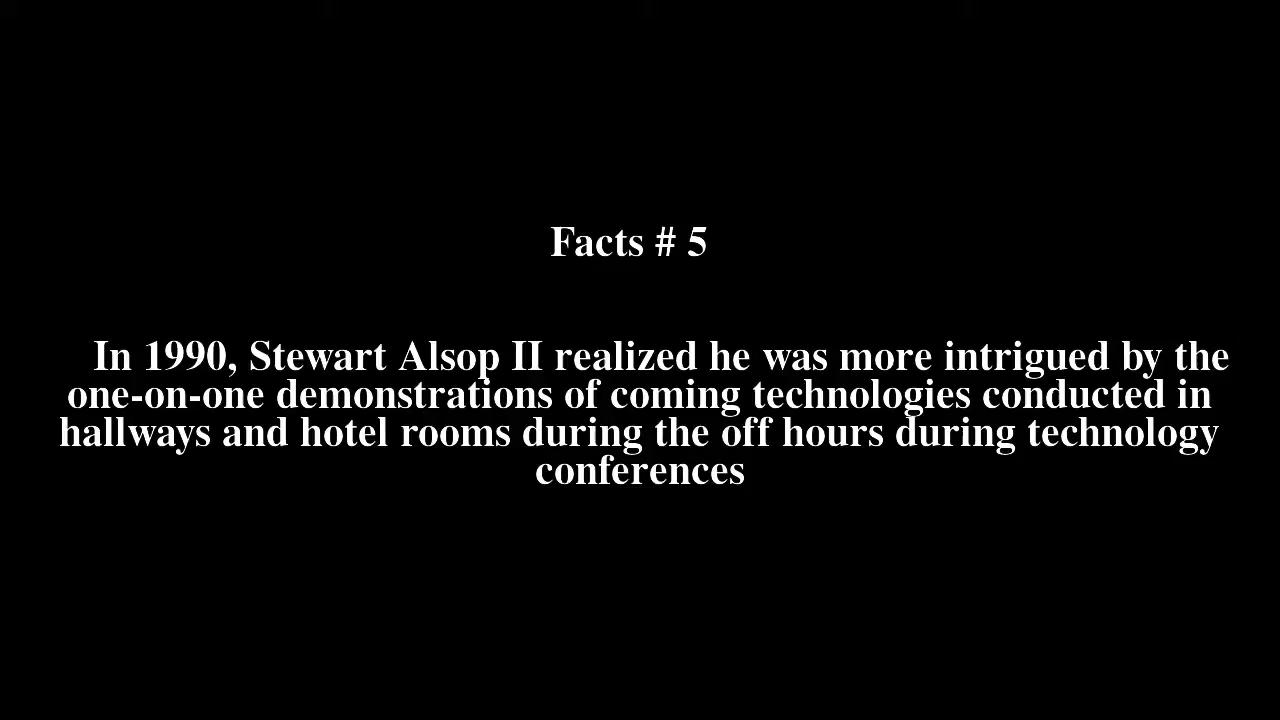 Facts # 5
In 1990, Stewart Alsop II realized he was more intrigued by the
one-on-one demonstrations of coming technologies conducted in
hallways and hotel rooms during the off hours during technology
conferences